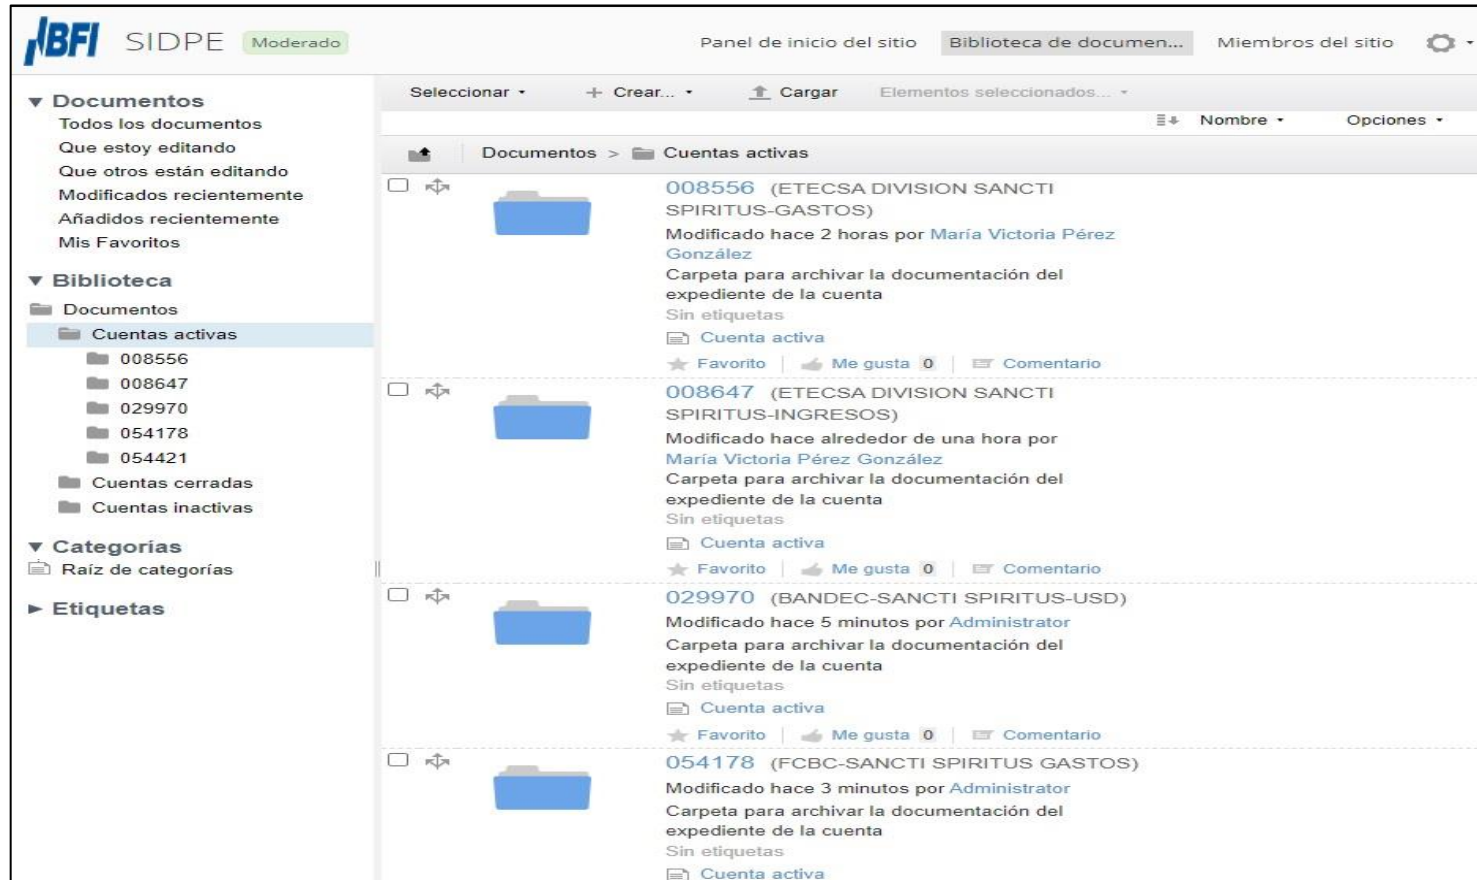 BFI SIDPE Moderado
Panel de inicio del sitio Biblioteca de documen... Miembros del sitio
Documentos
Todos los documentos
Que estoy editando
Que otros están editando
Modificados recientemente
Añadidos recientemente
Mis Favoritos
Biblioteca
Documentos
Cuentas activas
008556
008647
029970
054178
054421
Cuentas cerradas
Cuentas inactivas
Categorías
Raíz de categorías
Etiquetas
Seleccionar Crear... Cargar Elementos seleccionados...
Nombre Opciones
Documentos > Cuentas activas
008556 (ETECSA DIVISION SANCTI
SPIRITUS-GASTOS)
Modificado hace 2 horas por María Victoria Pérez
González
Carpeta para archivar la documentación del
expediente de la cuenta
Sin etiquetas
Cuenta activa
Favorito Me gusta 0 Comentario
008647 (ETECSA DIVISION SANCTI
SPIRITUS-INGRESOS)
Modificado hace alrededor de una hora por
María Victoria Pérez González
Carpeta para archivar la documentación del
expediente de la cuenta
Sin etiquetas
Cuenta activa
Favorito Me gusta 0 Comentario
029970 (BANDEC-SANCTI SPIRITUS-USD)
Modificado hace 5 minutos por Administrator
Carpeta para archivar la documentación del
expediente de la cuenta
Sin etiquetas
Cuenta activa
Favorito Me gusta 0 Comentario
054178 (FCBC-SANCTI SPIRITUS GASTOS)
Modificado hace 3 minutos por Administrator
Carpeta para archivar la documentación del
expediente de la cuenta
Sin etiquetas
Cuenta activa